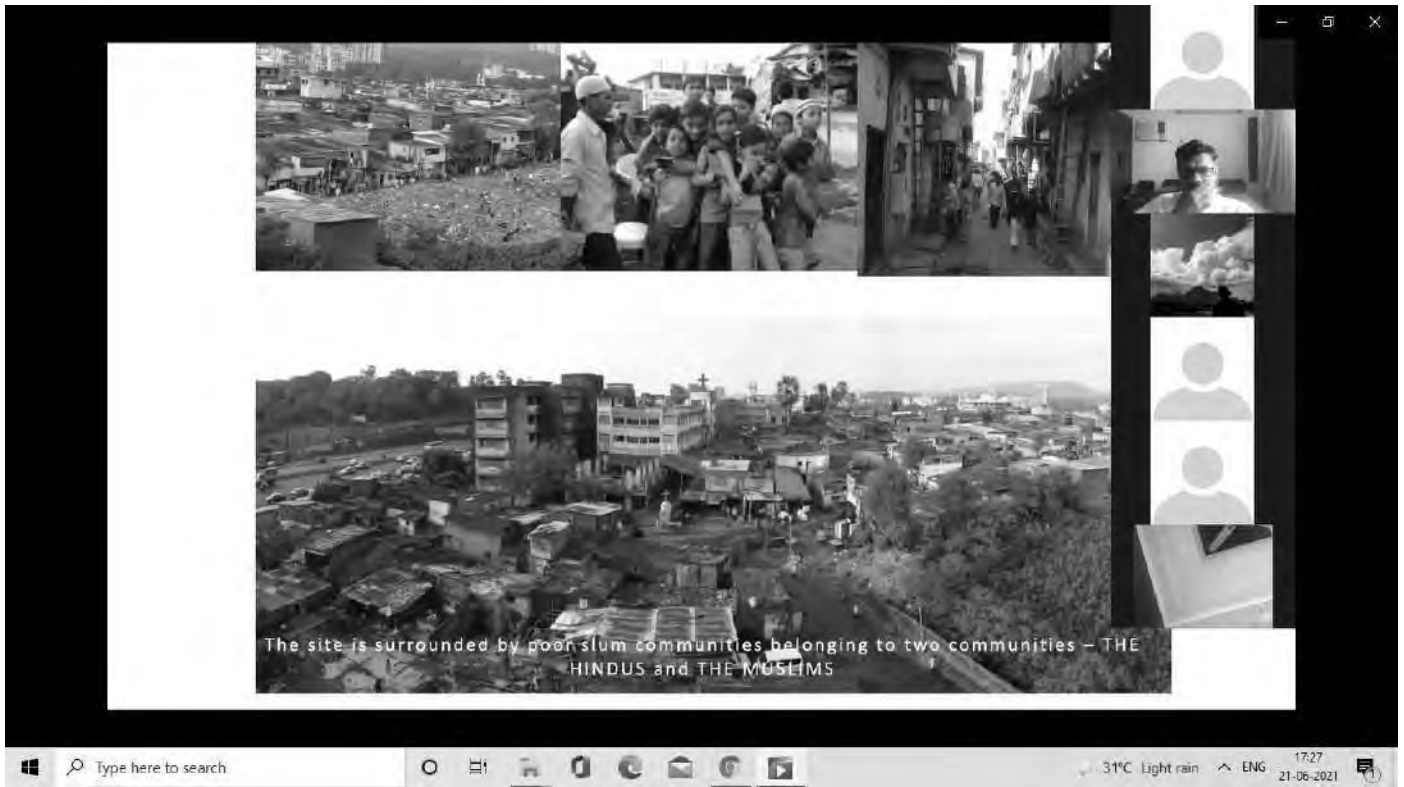 The site is surrounded by poor slum communities belonging to two communities – THE
HINDUS and THE MUSLIMS
Type here to search
31°C Light rain
ENG
17:27
21-06-2021
1